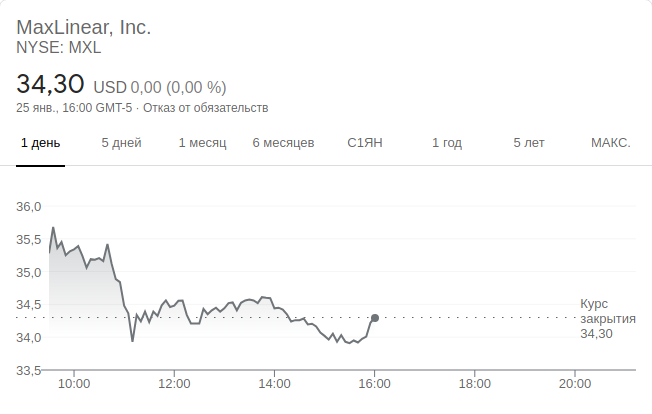 MaxLinear, Inc.
NYSE: MXL
34,30 USD 0,00 (0,00 %)
25 янв., 16:00 GMT-5 · Отказ от обязательств
1 день 5 дней 1 месяц 6 месяцев С1ЯН 1 год 5 лет МАКС.
36,0
35,5
35,0
34,5
34,0
33,5
Курс
закрытия
34,30
10:00 12:00 14:00 16:00 18:00 20:00